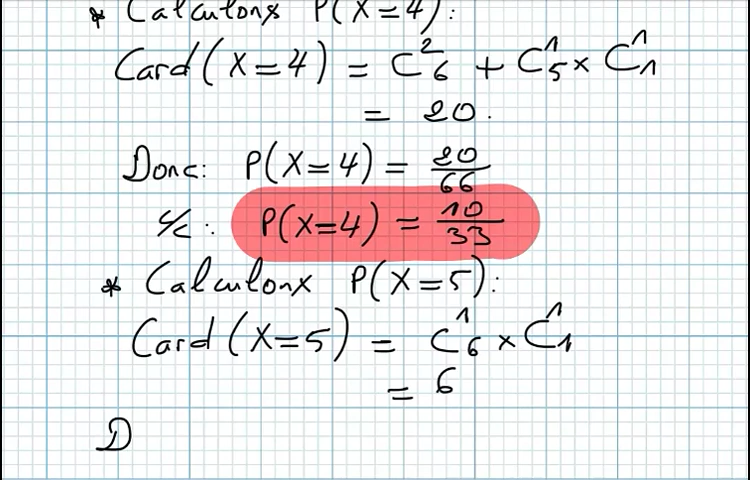 * Calculons P(X=4):
Card(X=4) = C²₆ + C¹₅ × C¹₁
= 20.
Donc: P(X=4) = 20/66
c/c: P(X=4) = 10/33
* Calculons P(X=5):
Card(X=5) = C¹₆ × C¹₁
= 6
D